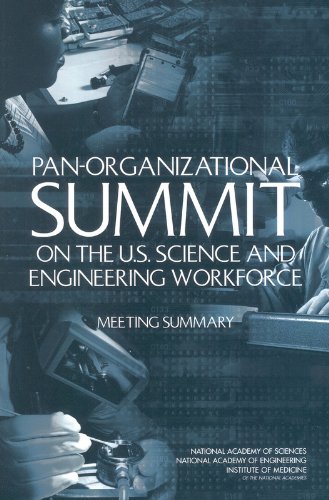 PAN-ORGANIZATIONAL
SUMMIT
ON THE U.S. SCIENCE AND
ENGINEERING WORKFORCE
MEETING SUMMARY
NATIONAL ACADEMY OF SCIENCES
NATIONAL ACADEMY OF ENGINEERING
INSTITUTE OF MEDICINE
OF THE NATIONAL ACADEMIES